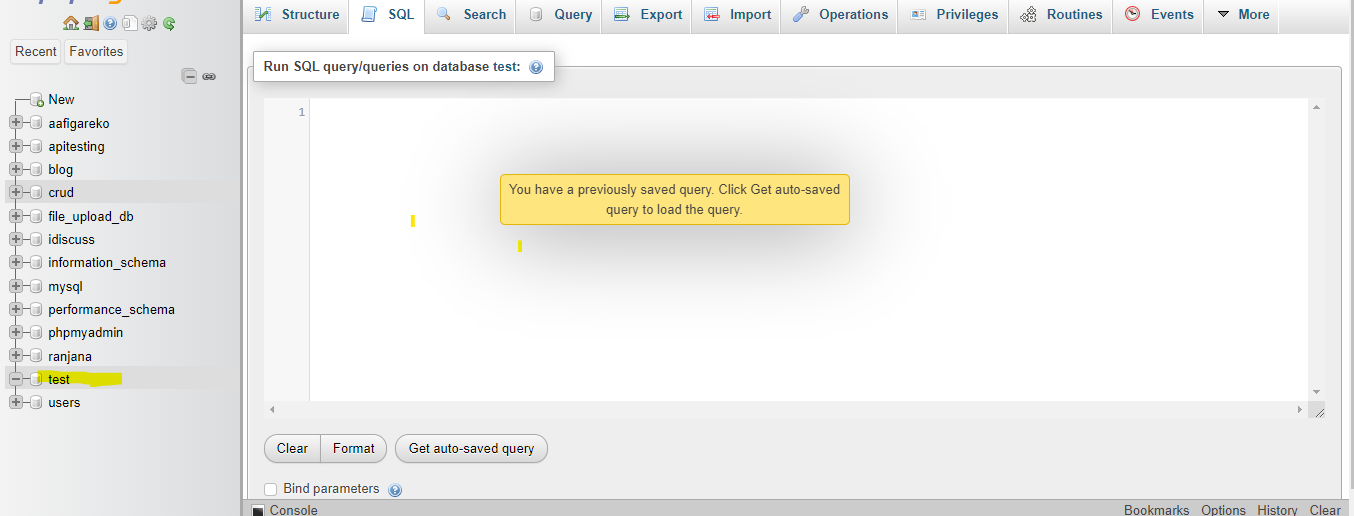 Structure SQL Search Query Export Import Operations Privileges Routines Events More
Recent Favorites
New
aafigareko
apitesting
blog
crud
file_upload_db
idiscuss
information_schema
mysql
performance_schema
phpmyadmin
ranjana
test
users
Run SQL query/queries on database test:
1
You have a previously saved query. Click Get auto-saved
query to load the query.
Clear Format Get auto-saved query
Bind parameters
Console Bookmarks Options History Clear